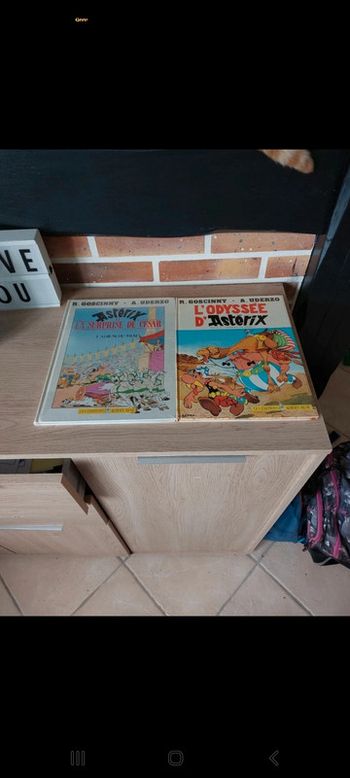 VE
OU
R. GOSCINNY - A. UDERZO
Astérix
LA SURPRISE DE CÉSAR
R. GOSCINNY - A. UDERZO
L'ODYSSÉE
D'Astérix